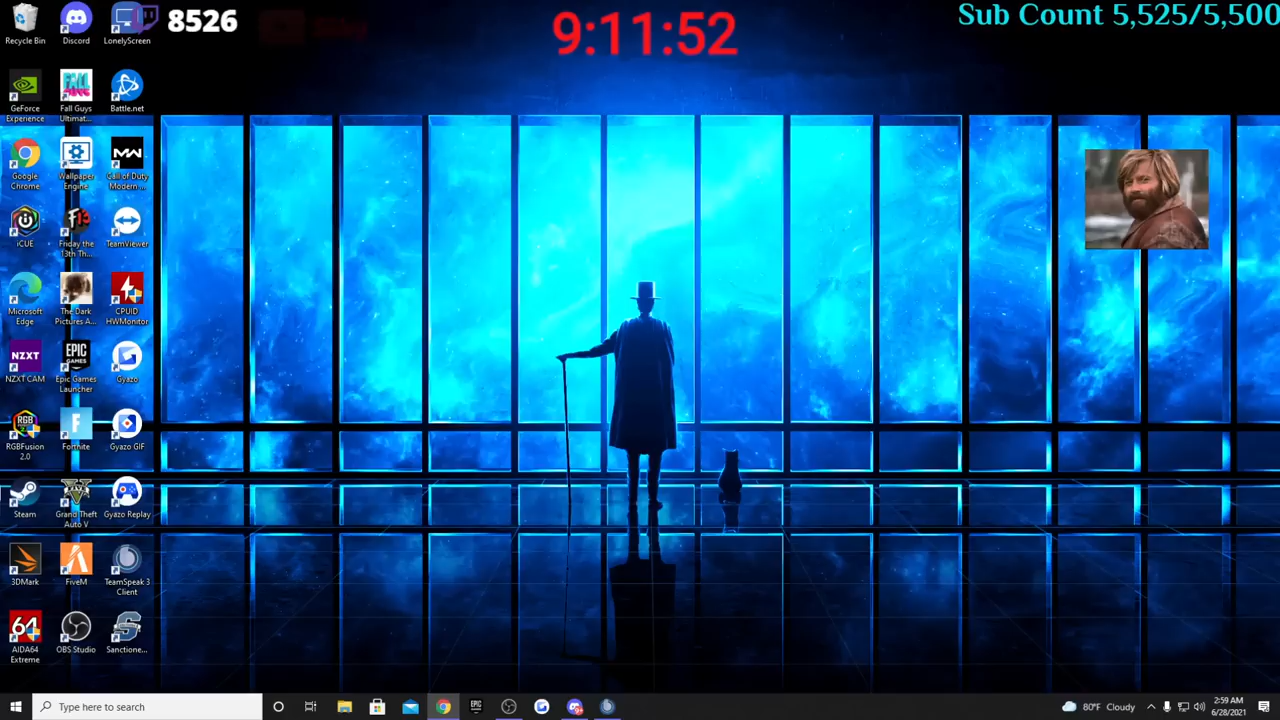 8526
9:11:52
Sub Count 5,525/5,500
Recycle Bin
Discord
LonelyScreen
GeForce
Experience
Fall Guys
Ultimat...
Battle.net
Google
Chrome
Wallpaper
Engine
Call of Duty
Modern...
iCUE
Friday the
13th Th...
TeamViewer
Microsoft
Edge
The Dark
Pictures A...
CPUID
HWMonitor
NZXT
NZXT CAM
EPIC
GAMES
Epic Games
Launcher
Gyazo
RGBFusion
2.0
Fortnite
Gyazo GIF
Steam
Grand Theft
Auto V
Gyazo Replay
3DMark
FiveM
TeamSpeak 3
Client
64
AIDA64
Extreme
OBS Studio
Sanctione...
Type here to search
80°F Cloudy
2:59 AM
6/28/2021